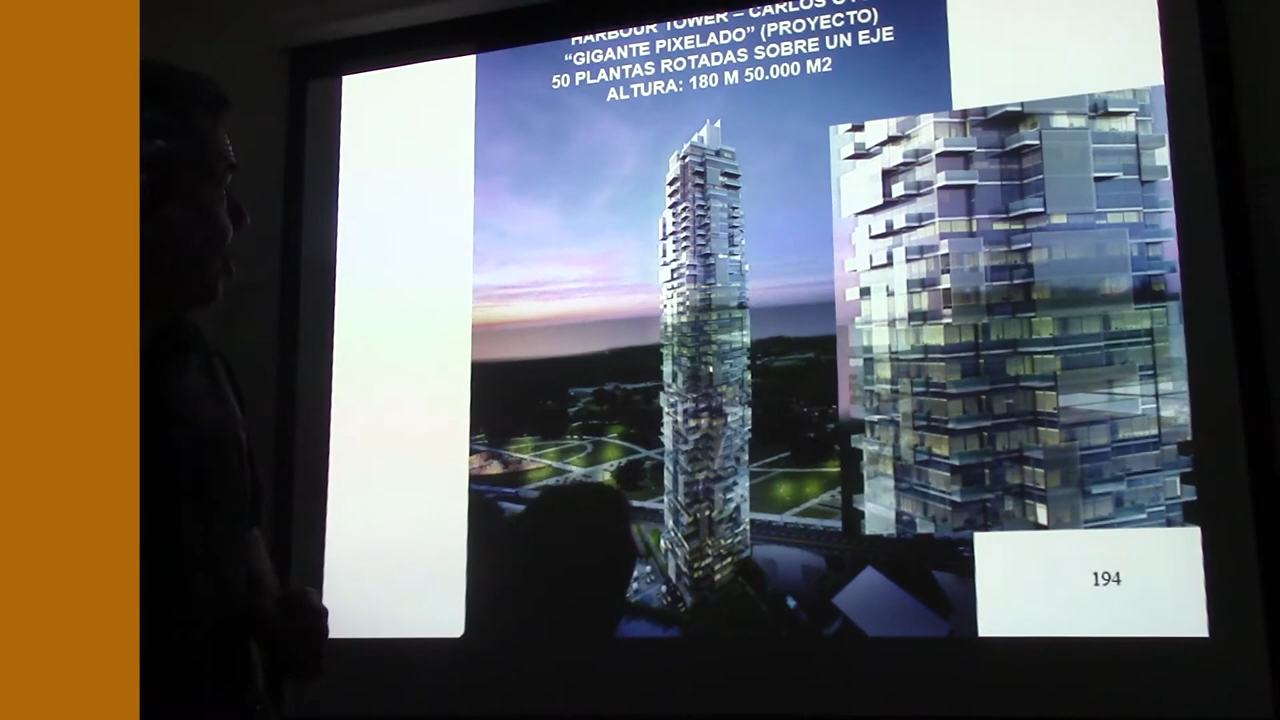 HARBOUR TOWER – CARLOS
“GIGANTE PIXELADO” (PROYECTO)
50 PLANTAS ROTADAS SOBRE UN EJE
ALTURA: 180 M 50.000 M2
194